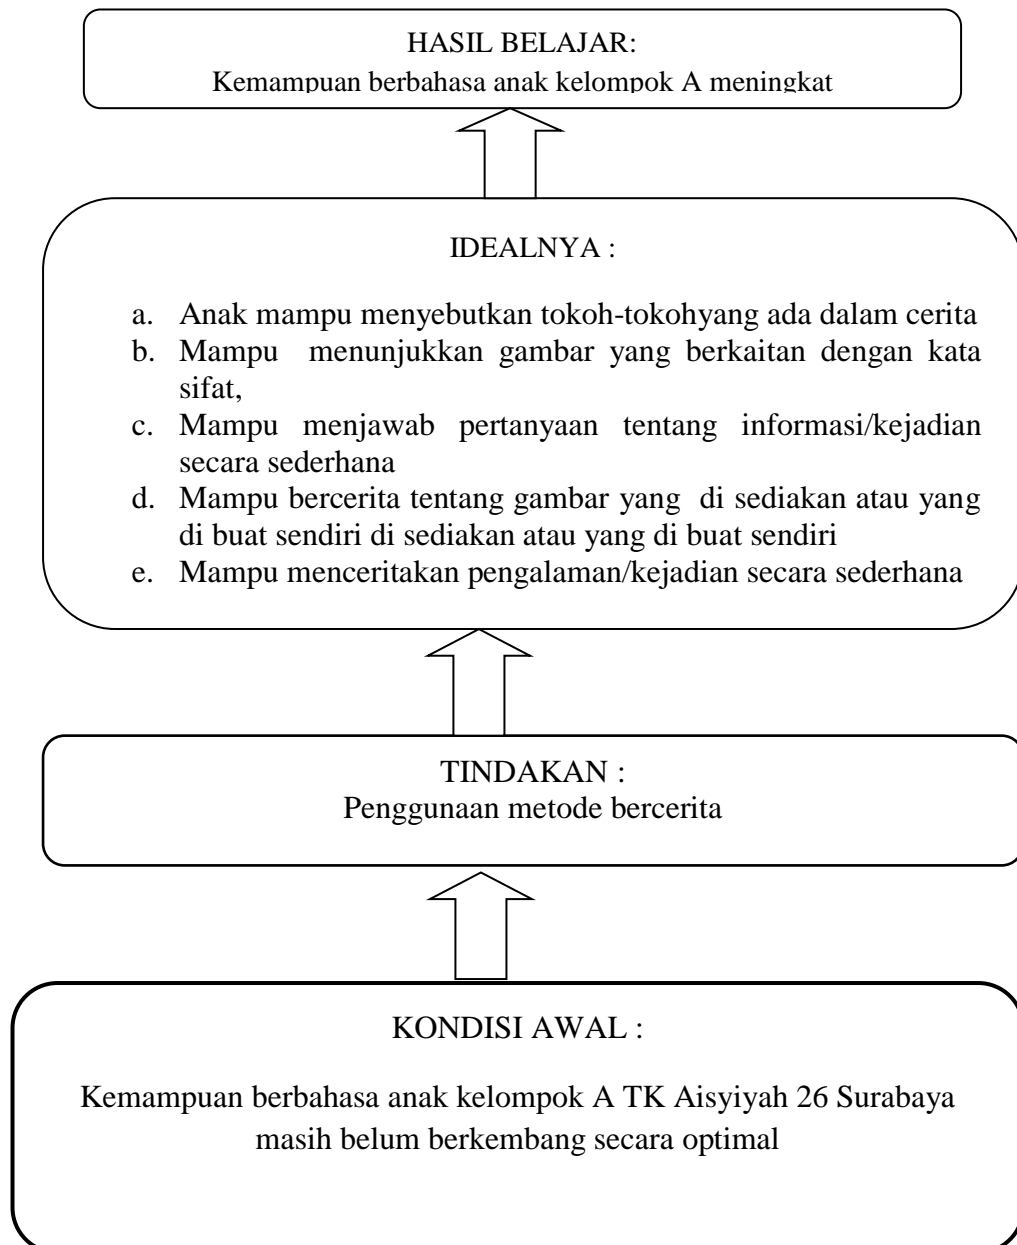 HASIL BELAJAR:
Kemampuan berbahasa anak kelompok A meningkat
IDEALNYA :
a. Anak mampu menyebutkan tokoh-tokohyang ada dalam cerita
b. Mampu menunjukkan gambar yang berkaitan dengan kata
sifat,
c. Mampu menjawab pertanyaan tentang informasi/kejadian
secara sederhana
d. Mampu bercerita tentang gambar yang di sediakan atau yang
di buat sendiri di sediakan atau yang di buat sendiri
e. Mampu menceritakan pengalaman/kejadian secara sederhana
TINDAKAN :
Penggunaan metode bercerita
KONDISI AWAL :
Kemampuan berbahasa anak kelompok A TK Aisyiyah 26 Surabaya
masih belum berkembang secara optimal